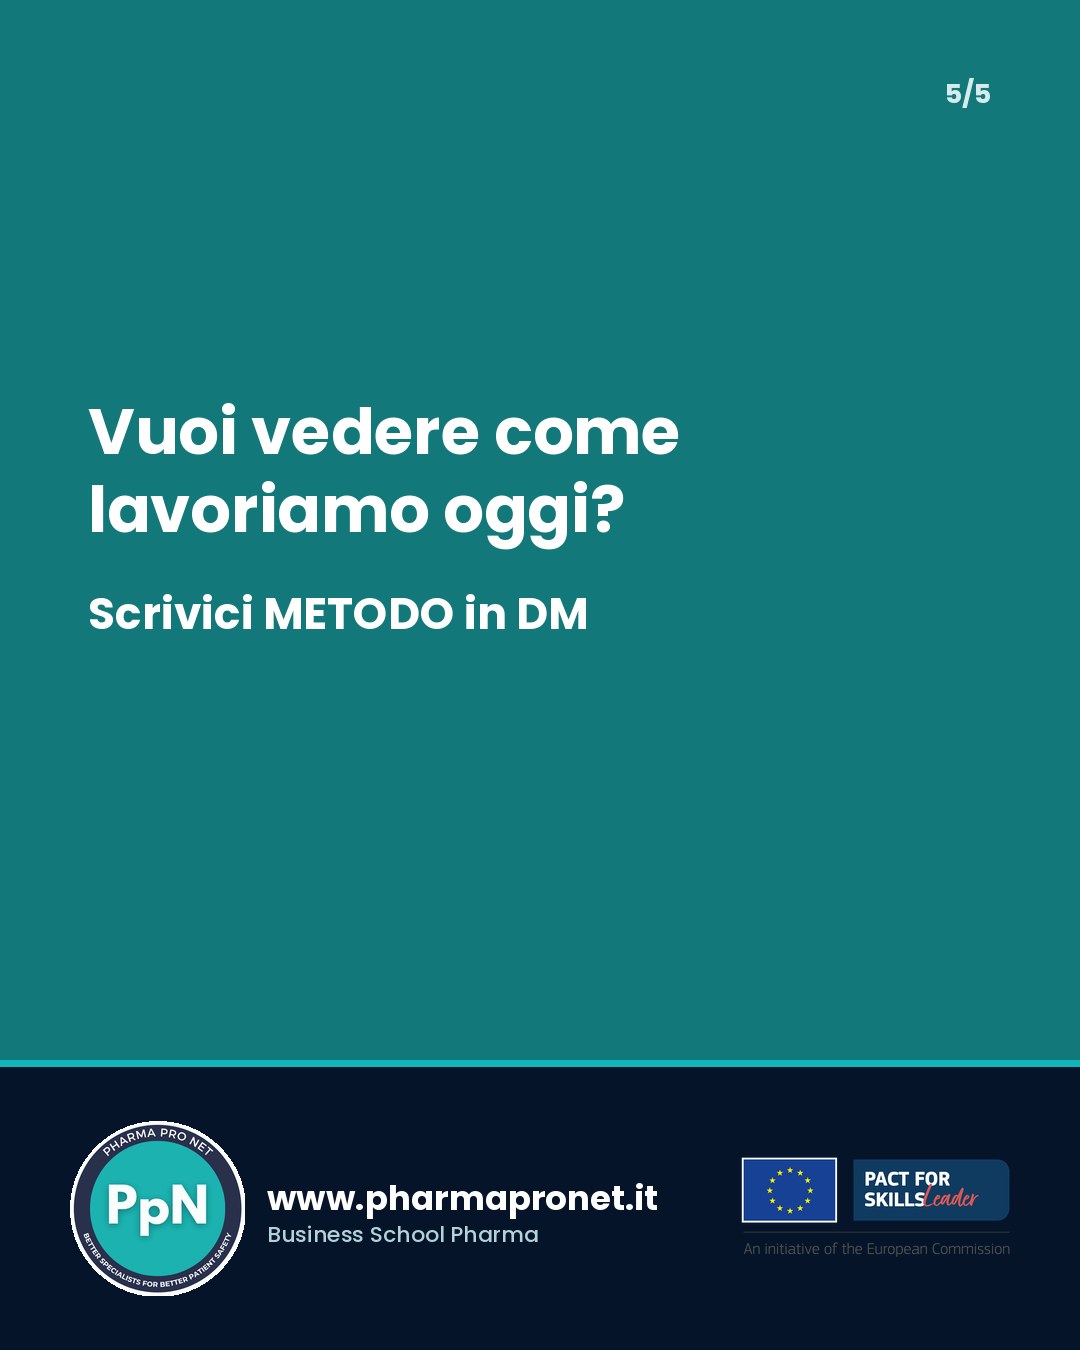 5/5
Vuoi vedere come
lavoriamo oggi?
Scrivici METODO in DM
PHARMA PRO NET
PpN
BETTER SPECIALISTS FOR BETTER PATIENT SAFETY
www.pharmapronet.it
Business School Pharma
PACT FOR
SKILLS Leader
An initiative of the European Commission